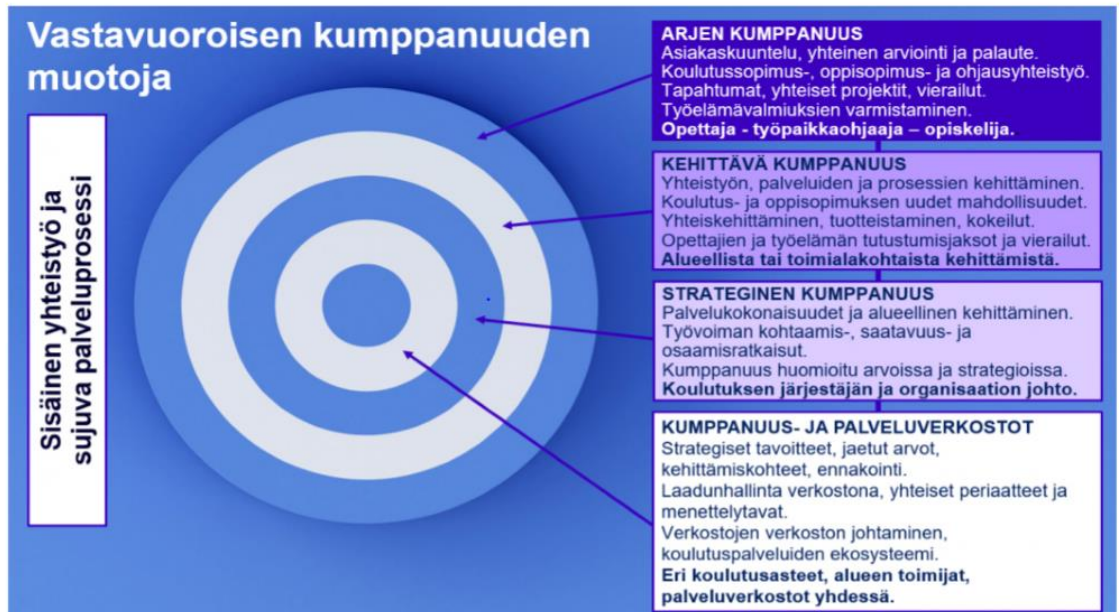 Vastavuoroisen kumppanuuden
muotoja
Sisäinen yhteistyö ja
sujuva palveluprosessi
ARJEN KUMPPANUUS
Asiakaskuuntelu, yhteinen arviointi ja palaute.
Koulutussopimus-, oppisopimus- ja ohjausyhteistyö.
Tapahtumat, yhteiset projektit, vierailut.
Työelämävalmiuksien varmistaminen.
Opettaja - työpaikkaohjaaja – opiskelija.
KEHITTÄVÄ KUMPPANUUS
Yhteistyön, palveluiden ja prosessien kehittäminen.
Koulutus- ja oppisopimuksen uudet mahdollisuudet.
Yhteiskehittäminen, tuotteistaminen, kokeilut.
Opettajien ja työelämän tutustumisjaksot ja vierailut.
Alueellista tai toimialakohtaista kehittämistä.
STRATEGINEN KUMPPANUUS
Palvelukokonaisuudet ja alueellinen kehittäminen.
Työvoiman kohtaamis-, saatavuus- ja
osaamisratkaisut.
Kumppanuus huomioitu arvoissa ja strategioissa.
Koulutuksen järjestäjän ja organisaation johto.
KUMPPANUUS- JA PALVELUVERKOSTOT
Strategiset tavoitteet, jaetut arvot,
kehittämiskohteet, ennakointi.
Laadunhallinta verkostona, yhteiset periaatteet ja
menettelytavat.
Verkostojen verkoston johtaminen,
koulutuspalveluiden ekosysteemi.
Eri koulutusasteet, alueen toimijat,
palveluverkostot yhdessä.